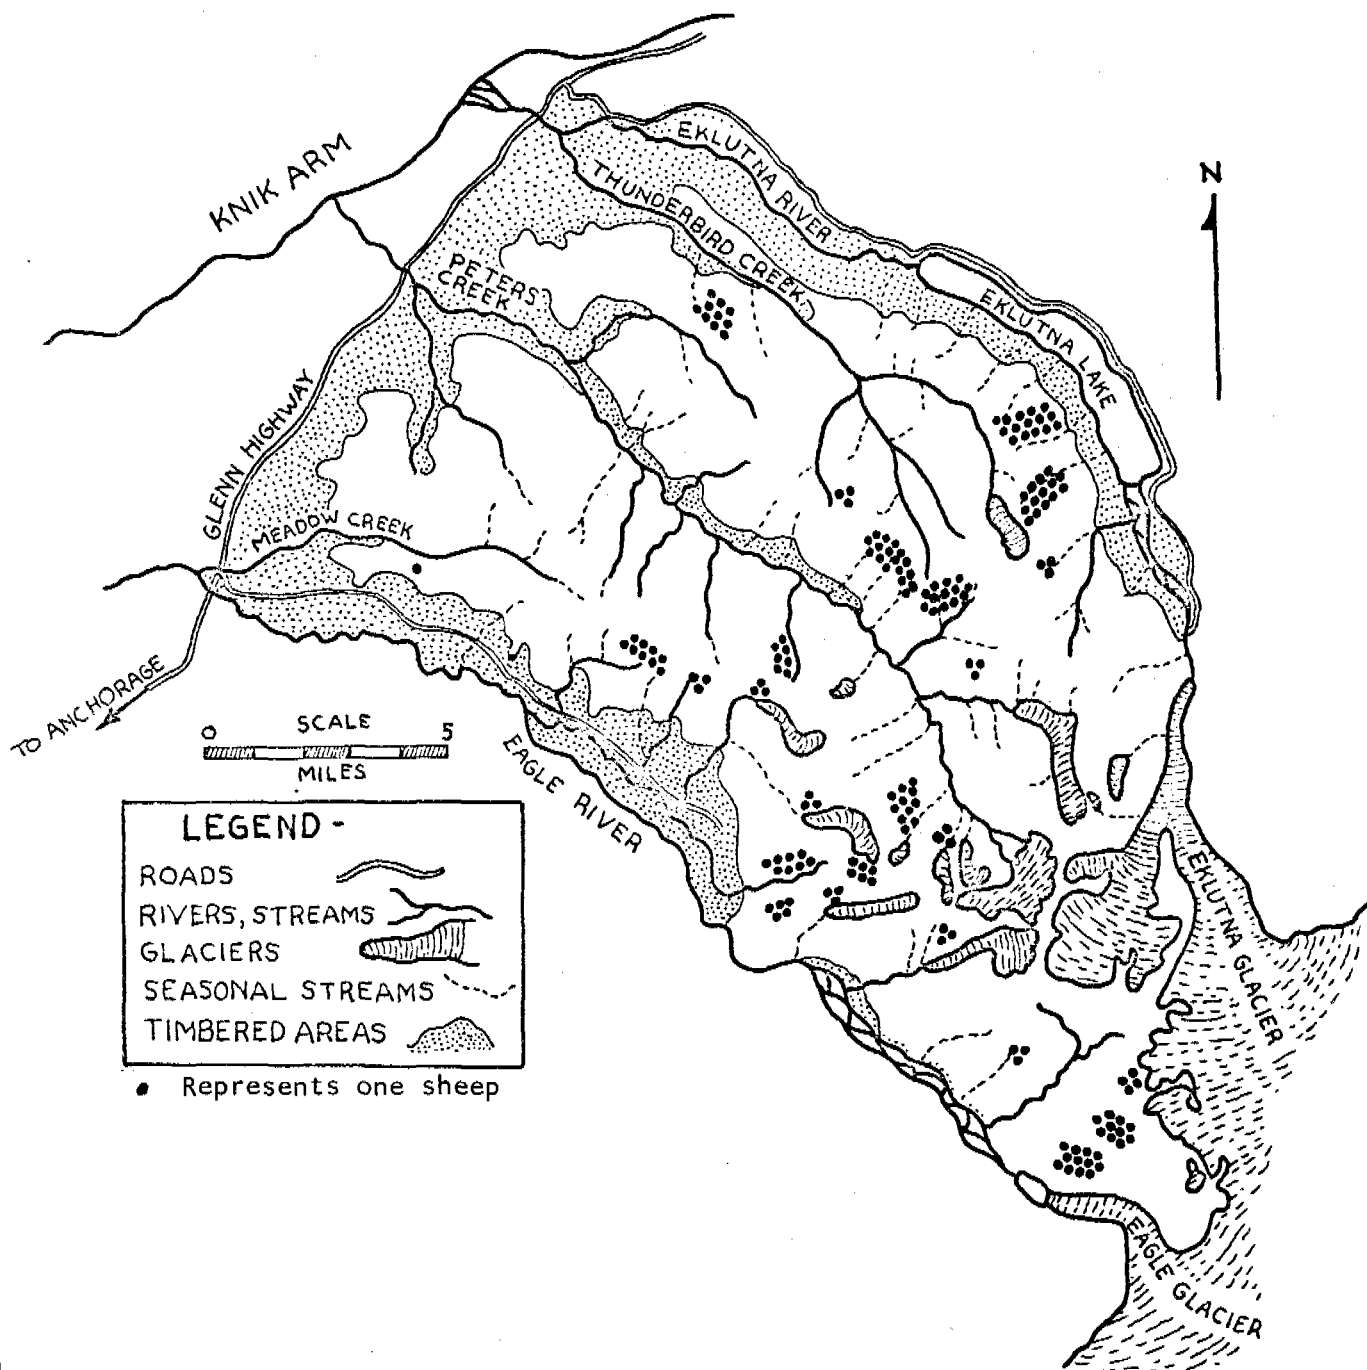 KNIK ARM
EKLUTNA RIVER
THUNDERBIRD CREEK
N
PETERS
CREEK
EKLUTNA LAKE
GLENN HIGHWAY
MEADOW CREEK
TO ANCHORAGE
0 SCALE 5
MILES
EAGLE RIVER
LEGEND -
ROADS
RIVERS, STREAMS
GLACIERS
SEASONAL STREAMS
TIMBERED AREAS
Represents one sheep
EKLUTNA GLACIER
EAGLE GLACIER